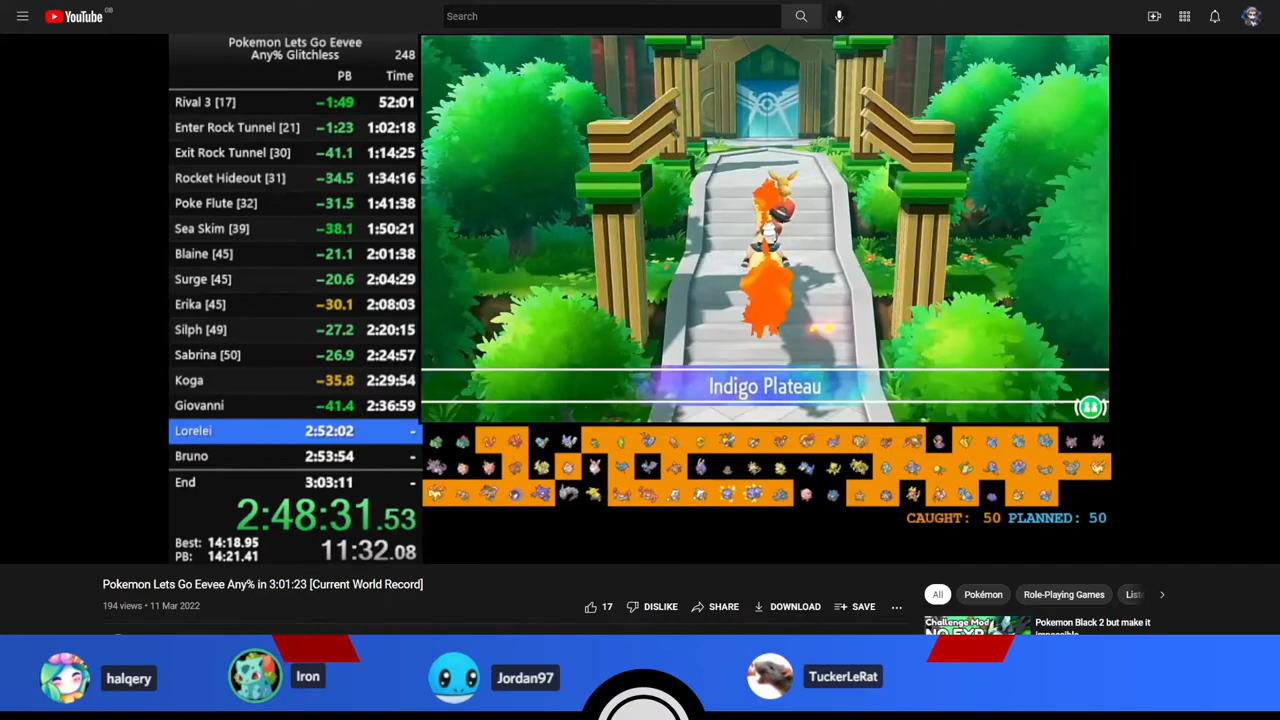 YouTube GB
Search
Pokemon Lets Go Eevee
Any% Glitchless 248
PB Time
Rival 3 [17] −1:49 52:01
Enter Rock Tunnel [21] −1:23 1:02:18
Exit Rock Tunnel [30] −41.1 1:14:25
Rocket Hideout [31] −34.5 1:34:16
Poke Flute [32] −31.5 1:41:38
Sea Skim [39] −38.1 1:50:21
Blaine [45] −21.1 2:01:38
Surge [45] −20.6 2:04:29
Erika [45] −30.1 2:08:03
Silph [49] −27.2 2:20:15
Sabrina [50] −26.9 2:24:57
Koga −35.8 2:29:54
Giovanni −41.4 2:36:59
Lorelei 2:52:02 -
Bruno 2:53:54 -
End 3:03:11 -
2:48:31.53
Best: 14:18.95
PB: 14:21.41
11:32.08
Indigo Plateau
CAUGHT: 50 PLANNED: 50
Pokemon Lets Go Eevee Any% in 3:01:23 [Current World Record]
194 views • 11 Mar 2022
17 DISLIKE SHARE DOWNLOAD SAVE ...
All Pokémon Role-Playing Games
Challenge Mode
NO EXP
Pokemon Black 2 but make it
impossible
halqery
Iron
Jordan97
TuckerLeRat